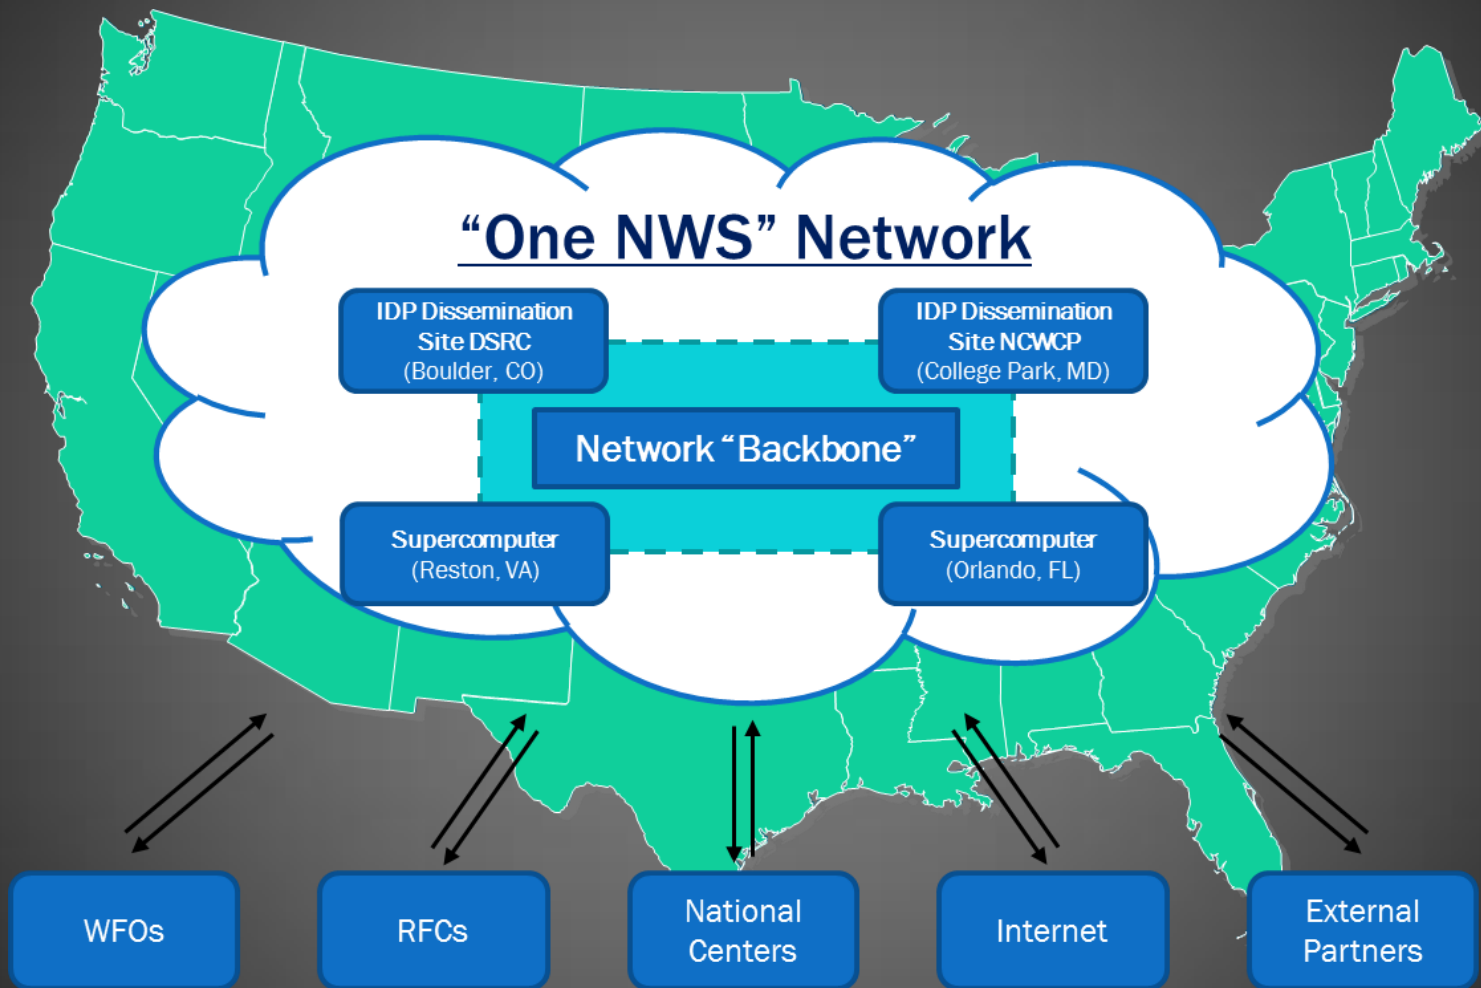 “One NWS” Network
IDP Dissemination
Site DSRC
(Boulder, CO)
IDP Dissemination
Site NCWCP
(College Park, MD)
Network “Backbone”
Supercomputer
(Reston, VA)
Supercomputer
(Orlando, FL)
WFOs
RFCs
National
Centers
Internet
External
Partners